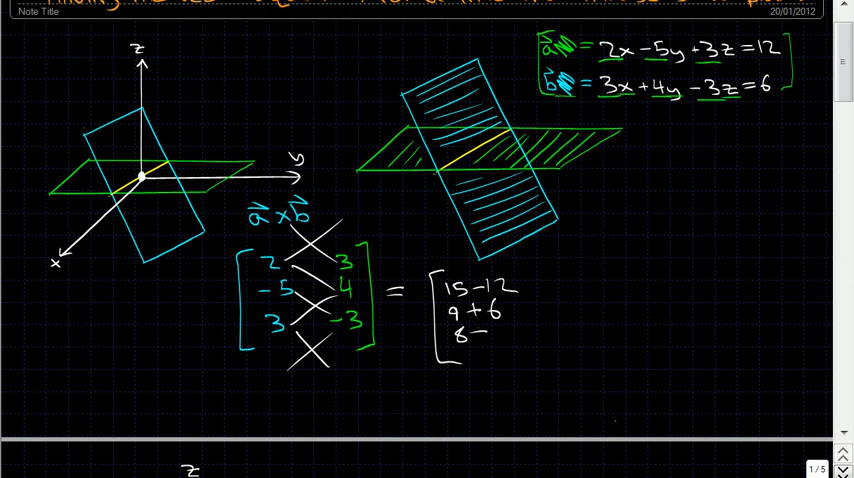 Note Title
20/01/2012
a = 2x - 5y + 3z = 12
b = 3x + 4y - 3z = 6
z
y
x
a × b
2 3 15 - 12
-5 4 = 9 + 6
3 -3 8 -
1 / 5
z